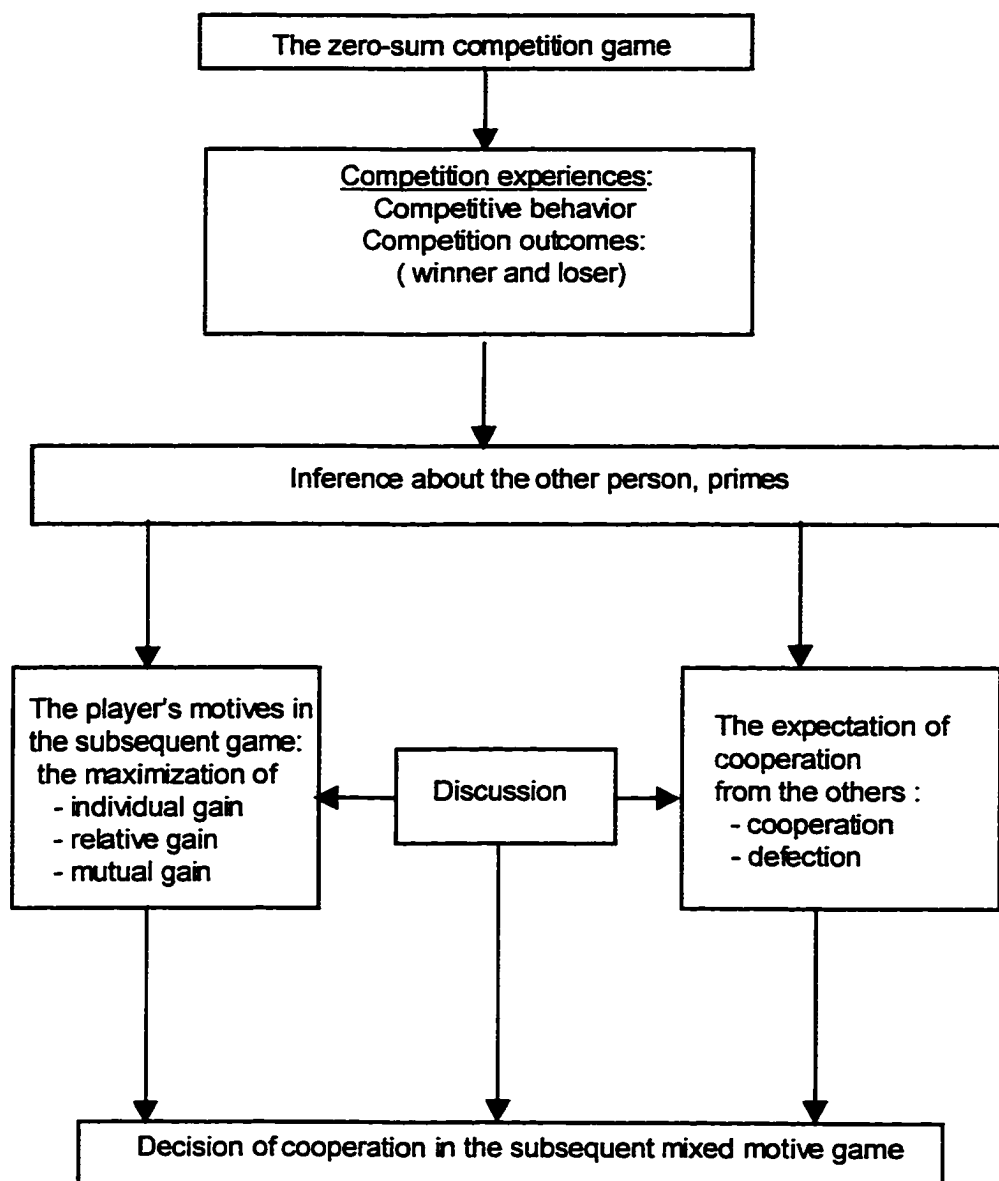 The zero-sum competition game
Competition experiences:
Competitive behavior
Competition outcomes:
( winner and loser)
Inference about the other person, primes
The player's motives in
the subsequent game:
the maximization of
- individual gain
- relative gain
- mutual gain
Discussion
The expectation of
cooperation
from the others :
- cooperation
- defection
Decision of cooperation in the subsequent mixed motive game